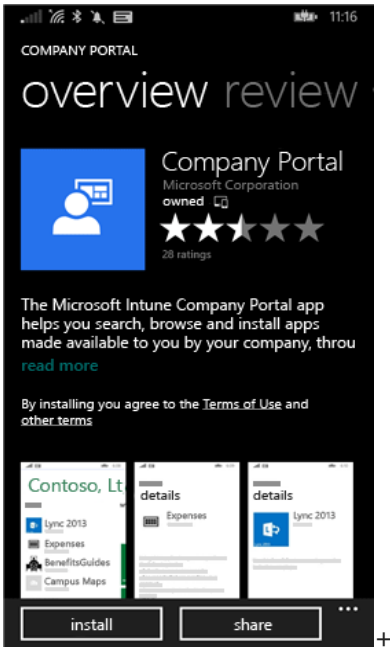 11:16
COMPANY PORTAL
overview review
Company Portal
Microsoft Corporation
owned
28 ratings
The Microsoft Intune Company Portal app
helps you search, browse and install apps
made available to you by your company, throu
read more
By installing you agree to the Terms of Use and
other terms
Contoso, Lt
Lync 2013
Expenses
BenefitsGuides
Campus Maps
details
Expenses
details
Lync 2013
install
share
...
+